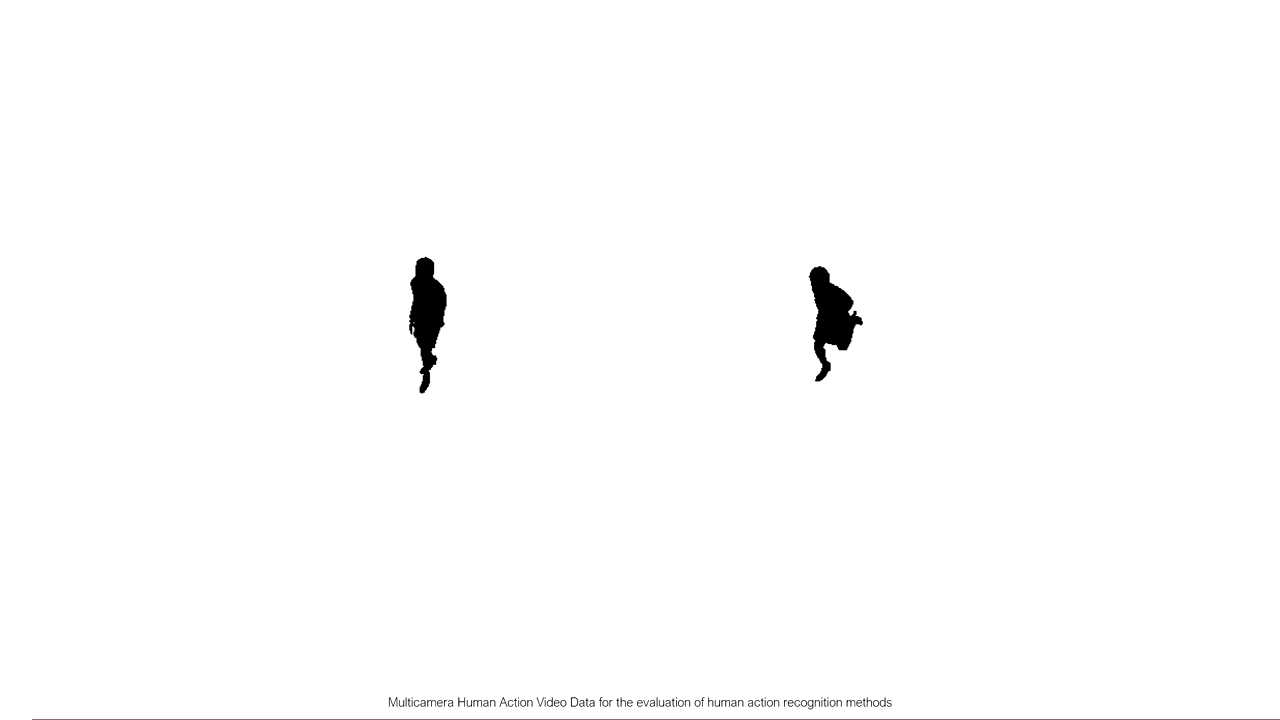 Multicamera Human Action Video Data for the evaluation of human action recognition methods